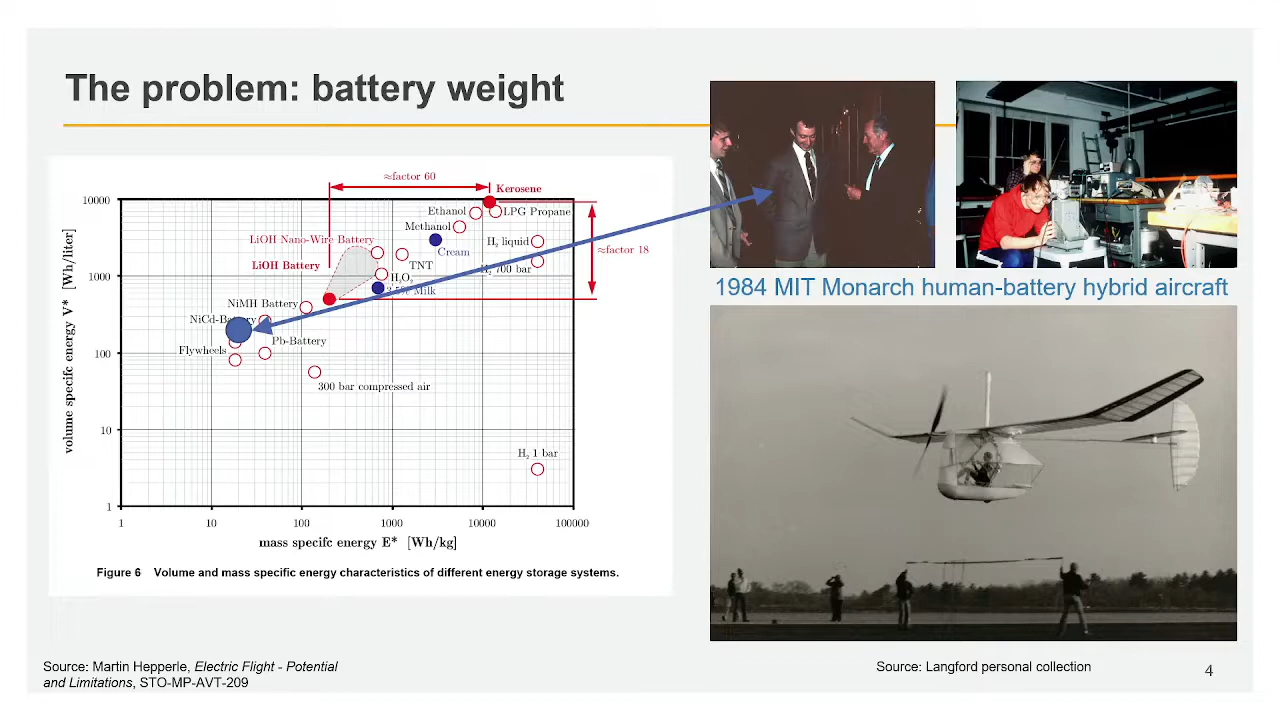 The problem: battery weight
≈factor 60
10000
Kerosene
Ethanol
LPG Propane
Methanol
LiOH Nano-Wire Battery
Cream
H₂ liquid
≈factor 18
LiOH Battery
TNT
H₂ 700 bar
1000
H₂O₂
3.5% Milk
NiMH Battery
NiCd-Battery
Pb-Battery
Flywheels
100
300 bar compressed air
10
H₂ 1 bar
1
1 10 100 1000 10000 100000
volume specifc energy V* [Wh/liter]
mass specifc energy E* [Wh/kg]
Figure 6 Volume and mass specific energy characteristics of different energy storage systems.
1984 MIT Monarch human-battery hybrid aircraft
Source: Martin Hepperle, Electric Flight - Potential
and Limitations, STO-MP-AVT-209
Source: Langford personal collection
4